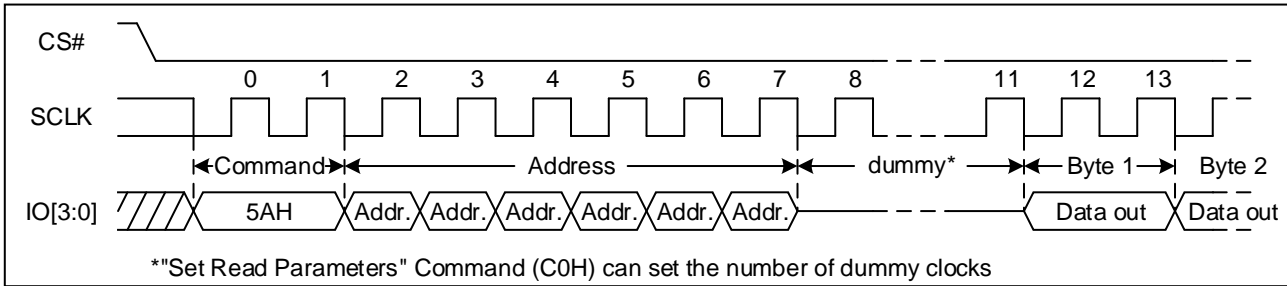 CS#
0 1 2 3 4 5 6 7 8 11 12 13
SCLK
Command Address dummy* Byte 1 Byte 2
IO[3:0] 5AH Addr. Addr. Addr. Addr. Addr. Addr. Data out Data out
*"Set Read Parameters" Command (C0H) can set the number of dummy clocks